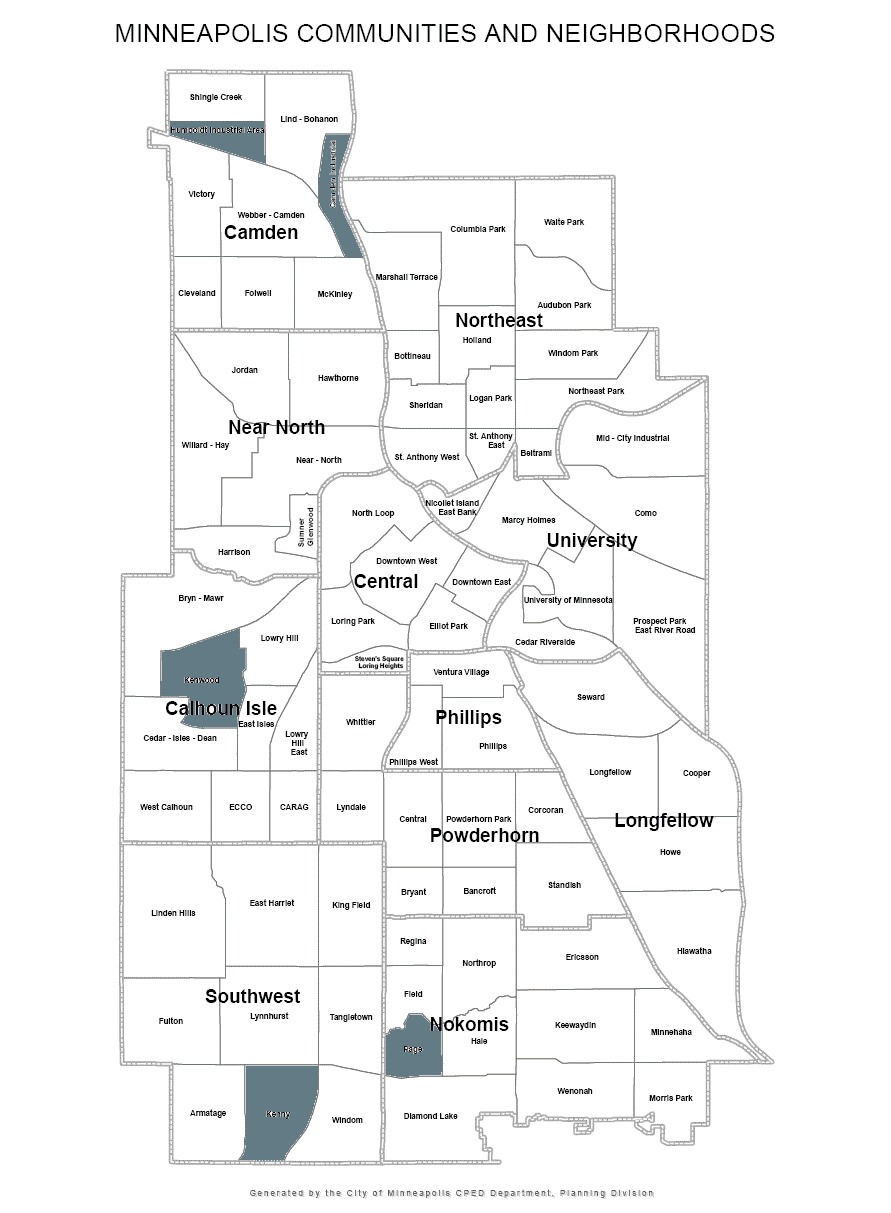 MINNEAPOLIS COMMUNITIES AND NEIGHBORHOODS
Shingle Creek
Lind - Bohanon
Humboldt Industrial Area
Camden Industrial
Victory
Webber - Camden
Camden
Cleveland
Folwell
McKinley
Columbia Park
Waite Park
Marshall Terrace
Audubon Park
Northeast
Holland
Bottineau
Windom Park
Northeast Park
Sheridan
Logan Park
St. Anthony
East
Beltrami
Mid - City Industrial
St. Anthony West
Jordan
Hawthorne
Near North
Willard - Hay
Near - North
Sumner
Glenwood
Harrison
North Loop
Nicollet Island
East Bank
Marcy Holmes
Como
University
Downtown West
Central
Downtown East
University of Minnesota
Prospect Park
East River Road
Loring Park
Elliot Park
Cedar Riverside
Steven's Square
Loring Heights
Bryn - Mawr
Lowry Hill
Kenwood
Calhoun Isle
East Isles
Cedar - Isles - Dean
Lowry
Hill
East
West Calhoun
ECCO
CARAG
Whittier
Lyndale
Ventura Village
Phillips
Phillips
Phillips West
Seward
Longfellow
Cooper
Longfellow
Howe
Hiawatha
Central
Powderhorn Park
Corcoran
Powderhorn
Bryant
Bancroft
Standish
Linden Hills
East Harriet
King Field
Southwest
Fulton
Lynnhurst
Tangletown
Armatage
Kenny
Windom
Regina
Northrop
Ericsson
Field
Nokomis
Hale
Page
Keewaydin
Minnehaha
Wenonah
Morris Park
Diamond Lake
Generated by the City of Minneapolis CPED Department, Planning Division